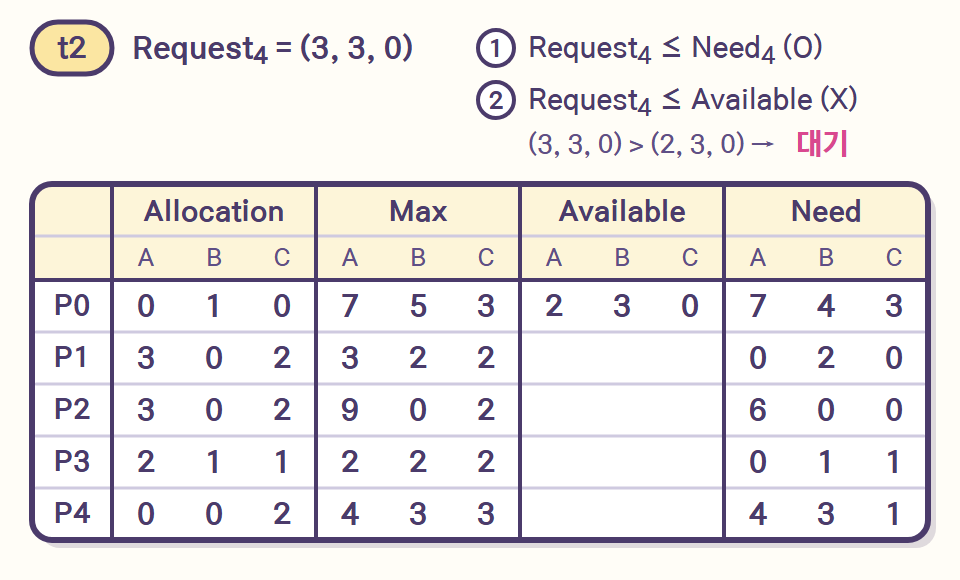 t2 Request₄ = (3, 3, 0)
① Request₄ ≤ Need₄ (O)
② Request₄ ≤ Available (X)
(3, 3, 0) > (2, 3, 0) → 대기
Allocation Max Available Need
A B C A B C A B C A B C
P0 0 1 0 7 5 3 2 3 0 7 4 3
P1 3 0 2 3 2 2 0 2 0
P2 3 0 2 9 0 2 6 0 0
P3 2 1 1 2 2 2 0 1 1
P4 0 0 2 4 3 3 4 3 1